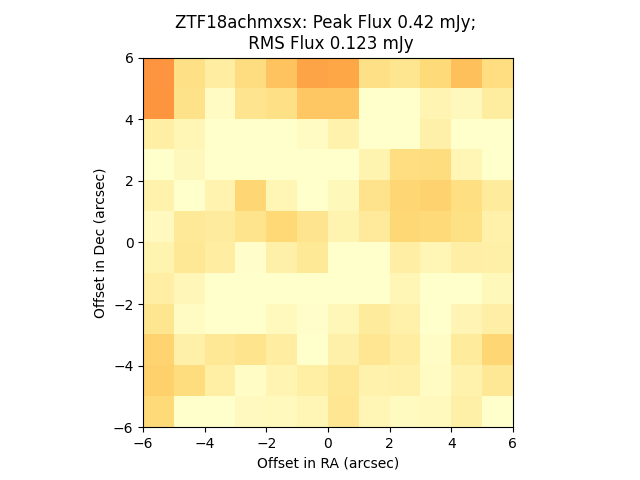 ZTF18achmxsx: Peak Flux 0.42 mJy;
RMS Flux 0.123 mJy
6
4
2
0
−2
−4
−6
Offset in Dec (arcsec)
−6 −4 −2 0 2 4 6
Offset in RA (arcsec)